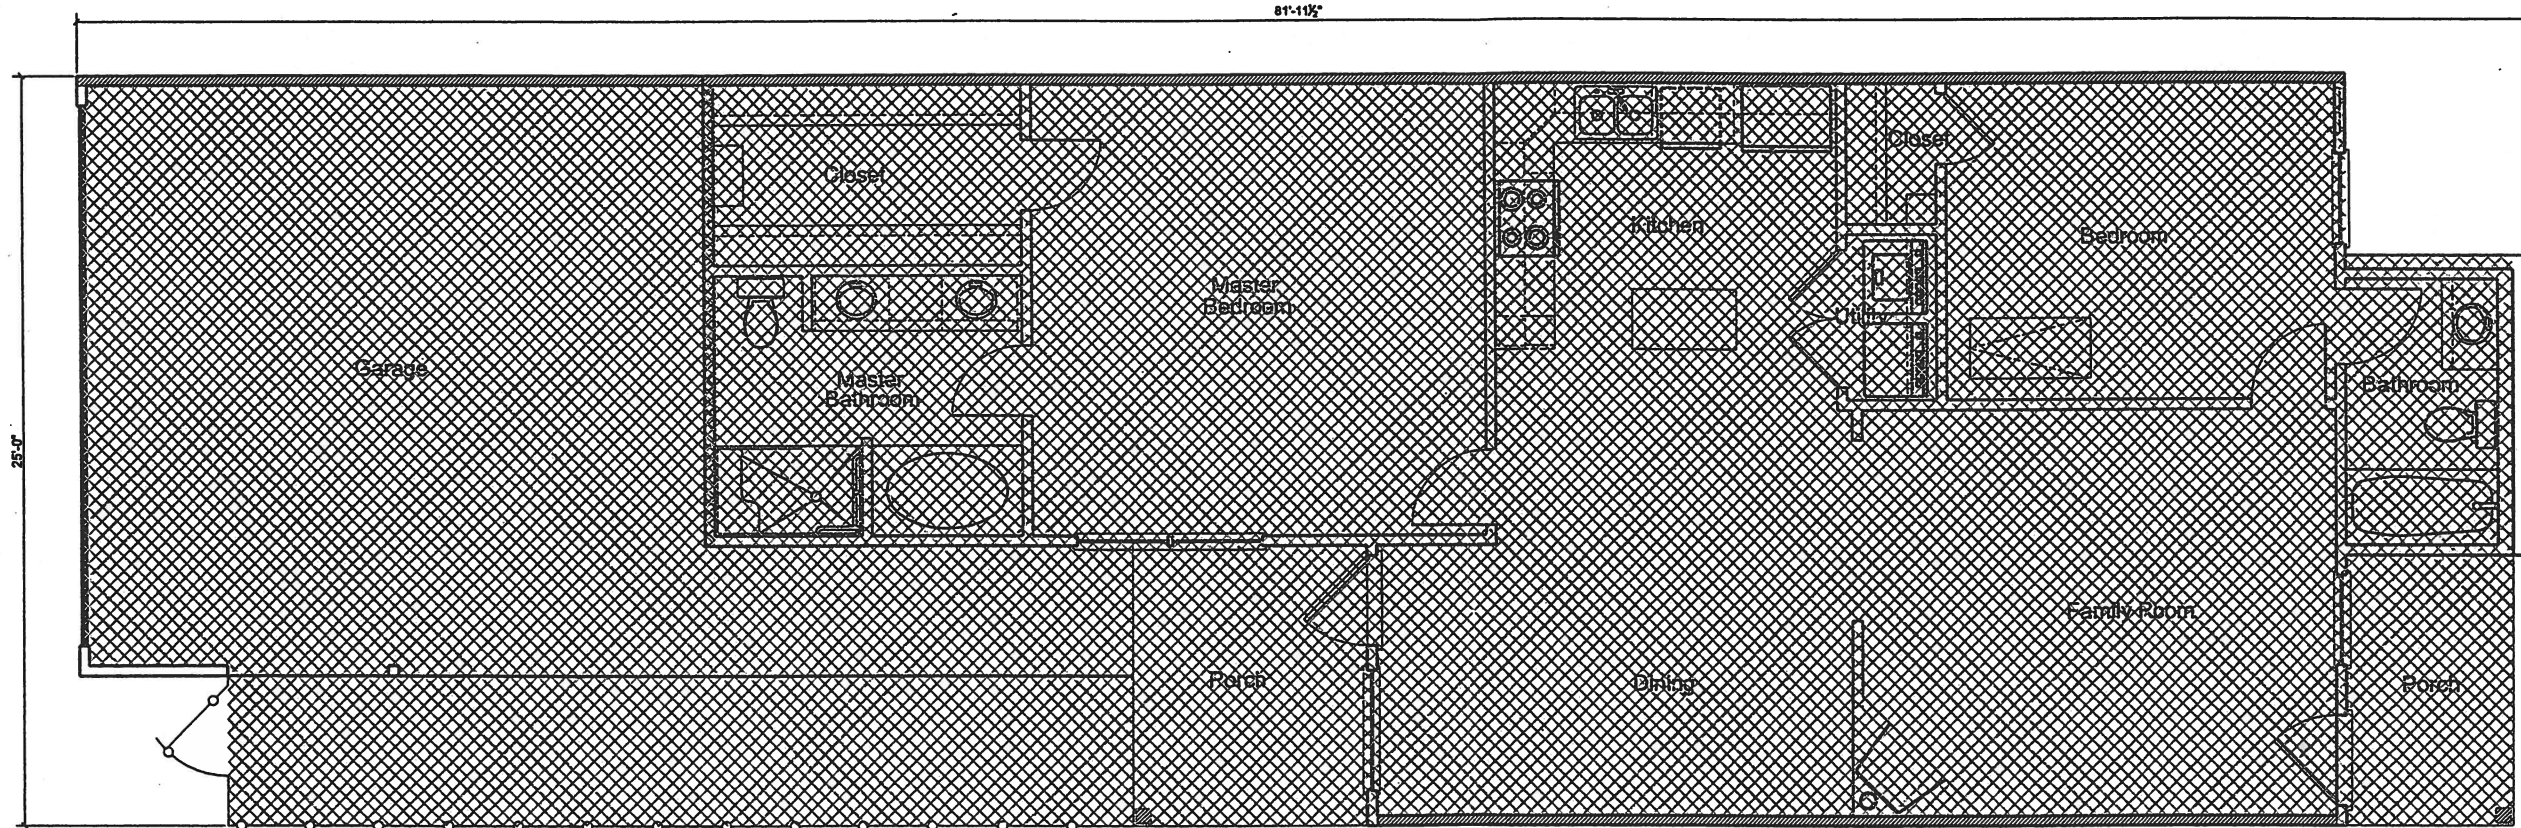 81'-11½"
25'-0"
Closet
Closet
Kitchen
Bedroom
Master
Bedroom
Utility
Garage
Master
Bathroom
Bathroom
Family Room
Porch
Dining
Porch